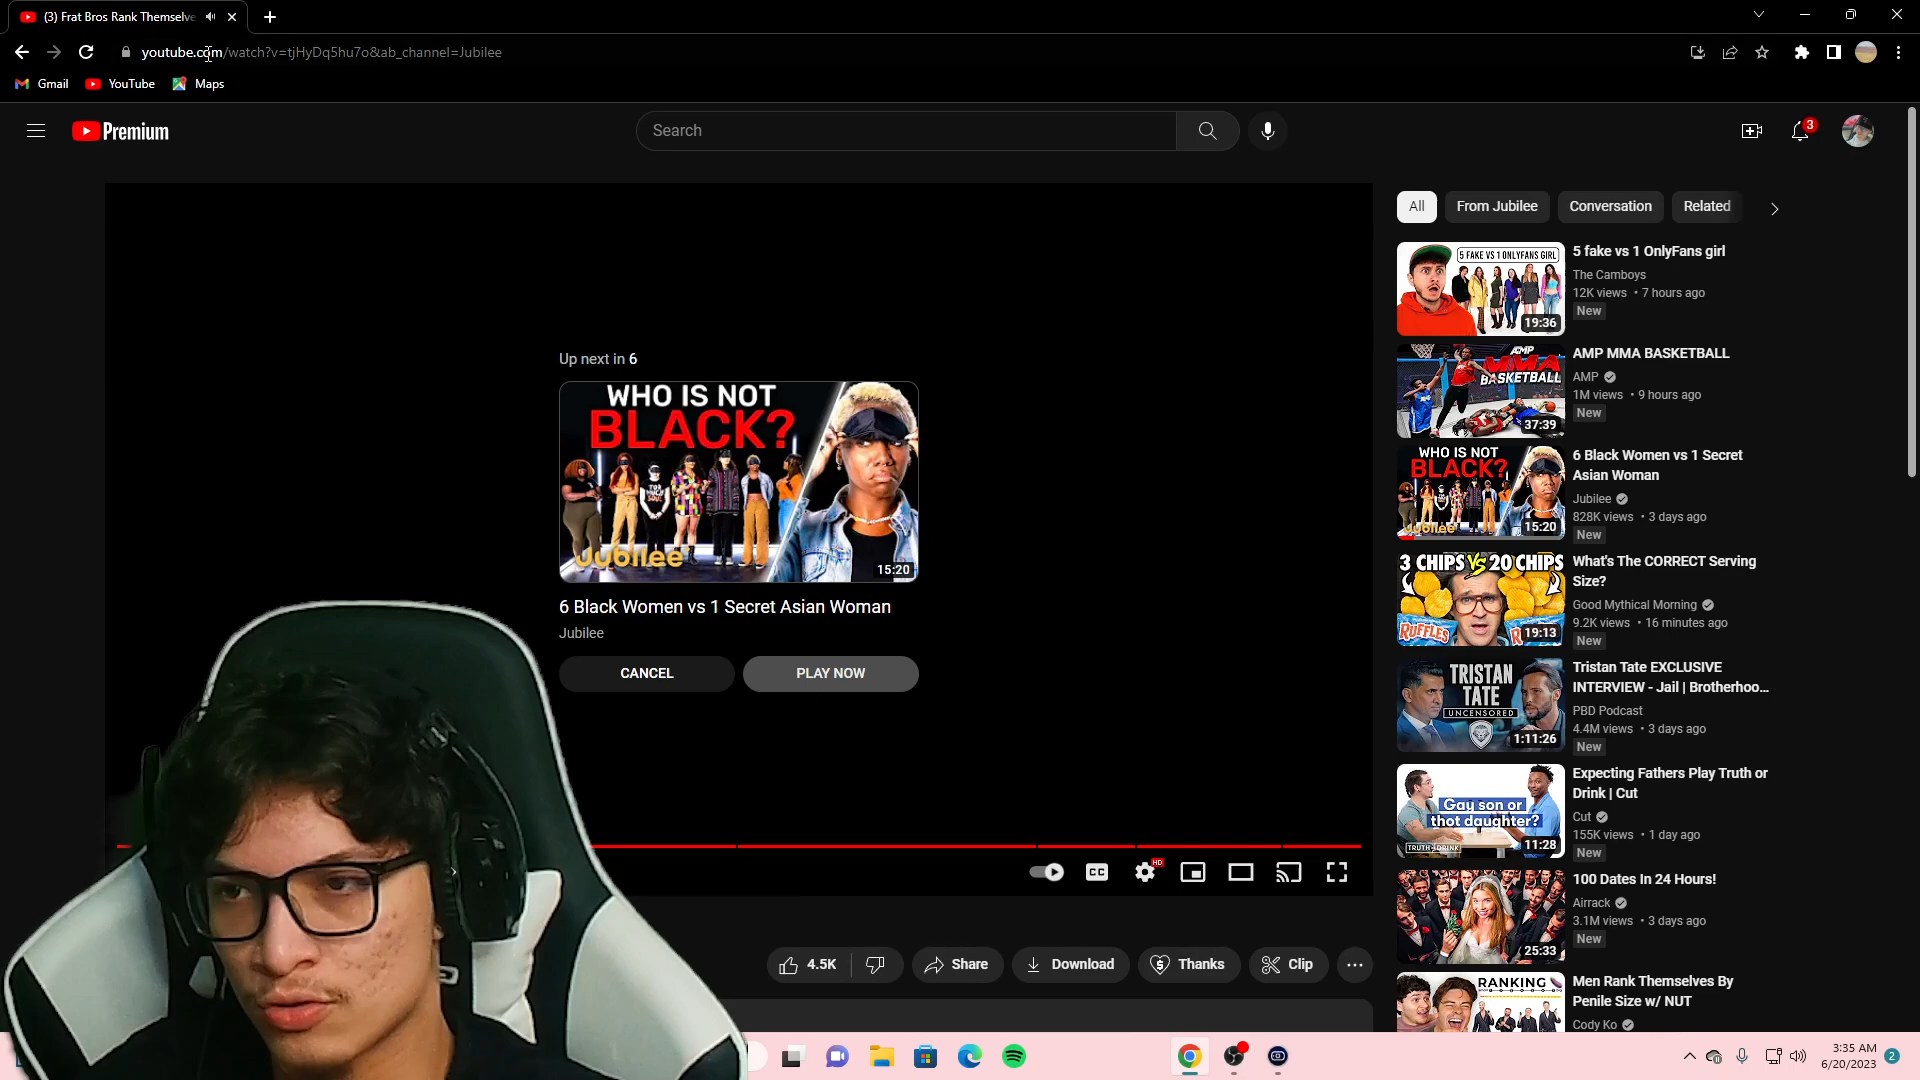 (3) Frat Bros Rank Themselve
youtube.com/watch?v=tjHyDq5hu7o&ab_channel=Jubilee
Gmail
YouTube
Maps
Premium
Search
3
All
From Jubilee
Conversation
Related
Up next in 6
WHO IS NOT
BLACK?
TOO
MUCH
SOUL
Jubilee
15:20
6 Black Women vs 1 Secret Asian Woman
Jubilee
CANCEL
PLAY NOW
CC
HD
4.5K
Share
Download
Thanks
Clip
5 FAKE VS 1 ONLYFANS GIRL
19:36
5 fake vs 1 OnlyFans girl
The Camboys
12K views • 7 hours ago
New
AMP
MMA
BASKETBALL
37:39
AMP MMA BASKETBALL
AMP
1M views • 9 hours ago
New
WHO IS NOT
BLACK?
Jubilee
15:20
6 Black Women vs 1 Secret
Asian Woman
Jubilee
828K views • 3 days ago
New
3 CHIPS VS 20 CHIPS
RUFFLES
19:13
What's The CORRECT Serving
Size?
Good Mythical Morning
9.2K views • 16 minutes ago
New
TRISTAN
TATE
UNCENSORED
1:11:26
Tristan Tate EXCLUSIVE
INTERVIEW - Jail | Brotherhoo...
PBD Podcast
4.4M views • 3 days ago
New
Gay son or
thot daughter?
TRUTH OR DRINK
11:28
Expecting Fathers Play Truth or
Drink | Cut
Cut
155K views • 1 day ago
New
25:33
100 Dates In 24 Hours!
Airrack
3.1M views • 3 days ago
New
RANKING
Men Rank Themselves By
Penile Size w/ NUT
Cody Ko
3:35 AM
6/20/2023
2